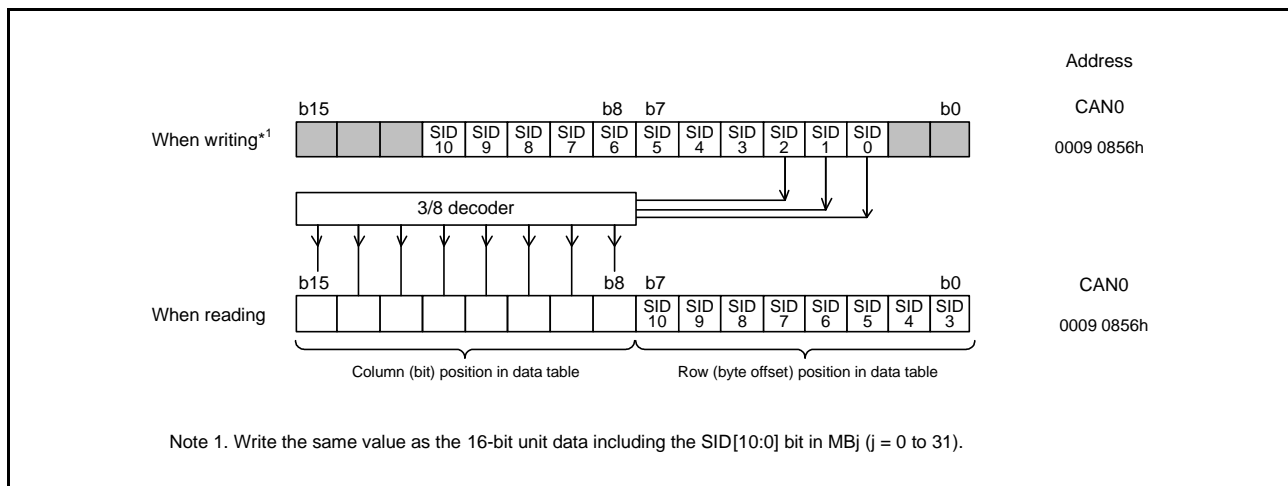 Address
b15 b8 b7 b0 CAN0
When writing*1 SID 10 SID 9 SID 8 SID 7 SID 6 SID 5 SID 4 SID 3 SID 2 SID 1 SID 0 0009 0856h
3/8 decoder
b15 b8 b7 b0 CAN0
When reading SID 10 SID 9 SID 8 SID 7 SID 6 SID 5 SID 4 SID 3 0009 0856h
Column (bit) position in data table Row (byte offset) position in data table
Note 1. Write the same value as the 16-bit unit data including the SID[10:0] bit in MBj (j = 0 to 31).